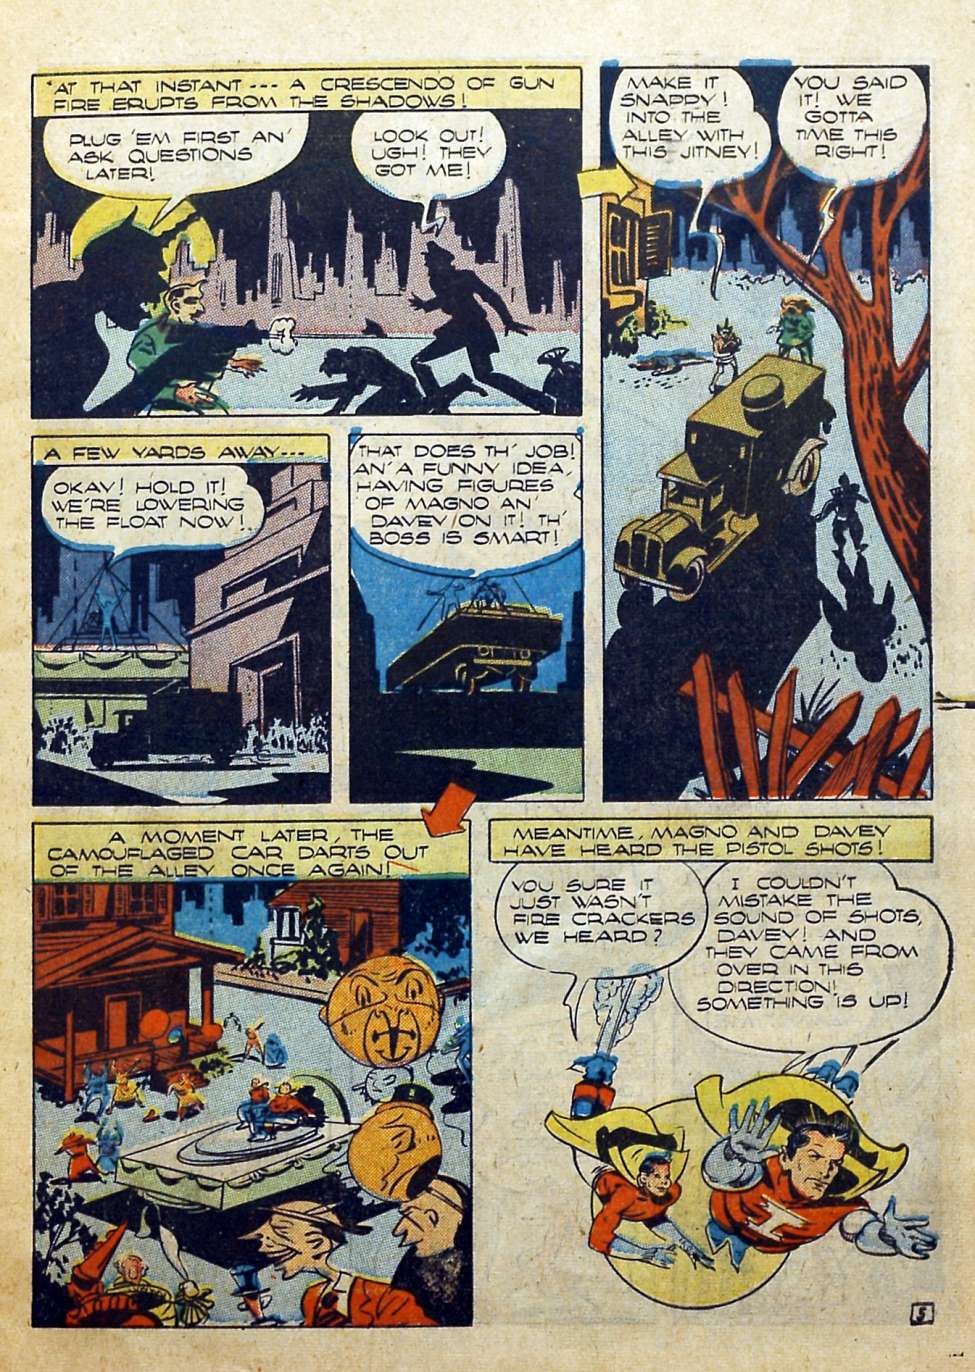 'AT THAT INSTANT --- A CRESCENDO OF GUN
FIRE ERUPTS FROM THE SHADOWS!
PLUG 'EM FIRST AN'
ASK QUESTIONS
LATER!
LOOK OUT!
UGH! THEY
GOT ME!
MAKE IT
SNAPPY!
INTO THE
ALLEY WITH
THIS JITNEY!
YOU SAID
IT! WE
GOTTA
TIME THIS
RIGHT!
A FEW YARDS AWAY---
OKAY! HOLD IT!
WE'RE LOWERING
THE FLOAT NOW!..
THAT DOES TH' JOB!
AN' A FUNNY IDEA,
HAVING FIGURES
OF MAGNO AN'
DAVEY ON IT! TH'
BOSS IS SMART!
A MOMENT LATER, THE
CAMOUFLAGED CAR DARTS OUT
OF THE ALLEY ONCE AGAIN!
MEANTIME, MAGNO AND DAVEY
HAVE HEARD THE PISTOL SHOTS!
YOU SURE IT
JUST WASN'T
FIRE CRACKERS
WE HEARD?
I COULDN'T
MISTAKE THE
SOUND OF SHOTS,
DAVEY! AND
THEY CAME FROM
OVER IN THIS
DIRECTION!
SOMETHING IS UP!
5